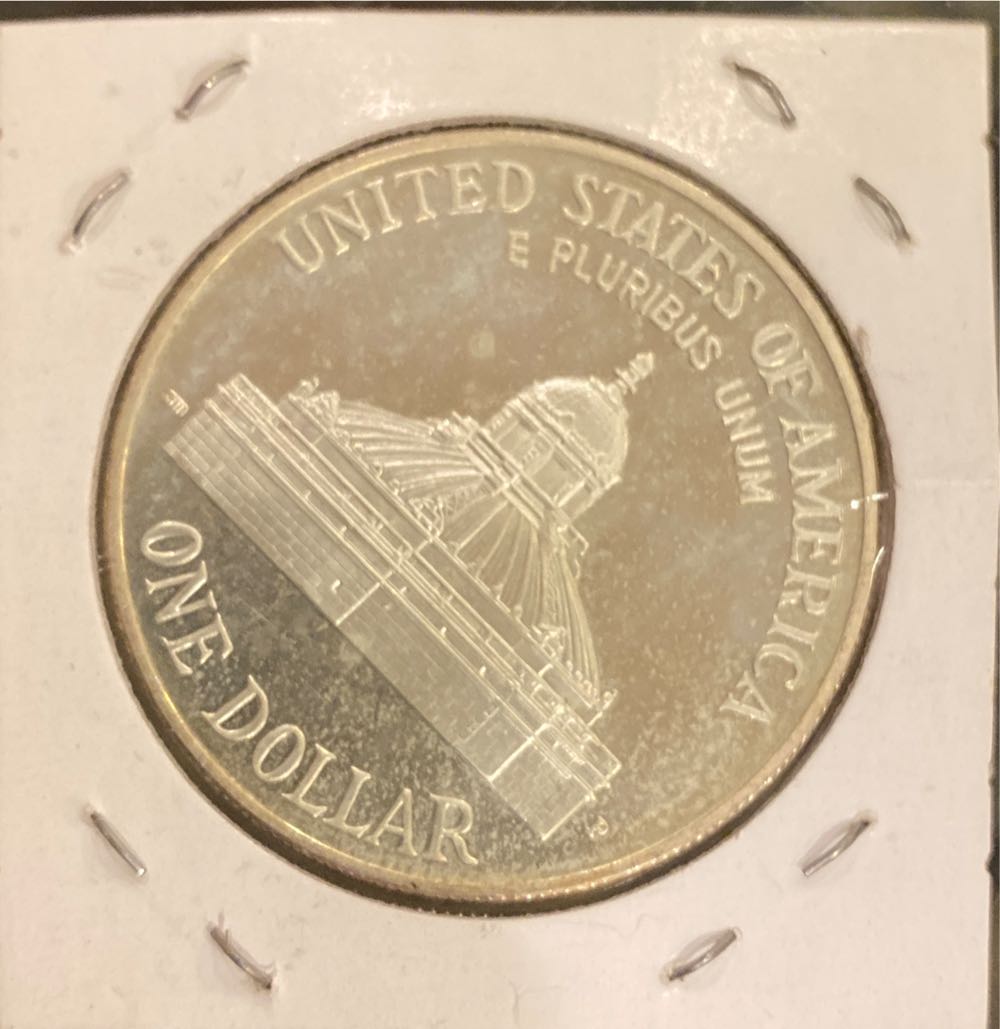 UNITED STATES OF AMERICA
E PLURIBUS UNUM
ONE DOLLAR